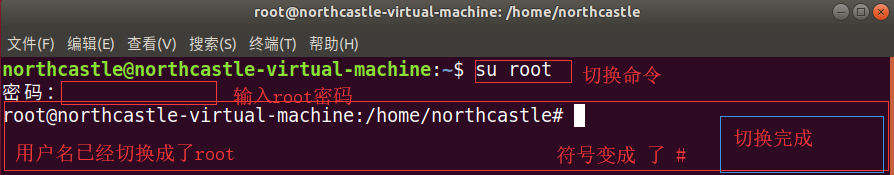 root@northcastle-virtual-machine: /home/northcastle
文件(F) 编辑(E) 查看(V) 搜索(S) 终端(T) 帮助(H)
northcastle@northcastle-virtual-machine:~$ su root 切换命令
密码： 输入root密码
root@northcastle-virtual-machine:/home/northcastle#
切换完成
用户名已经切换成了root 符号变成 了 #